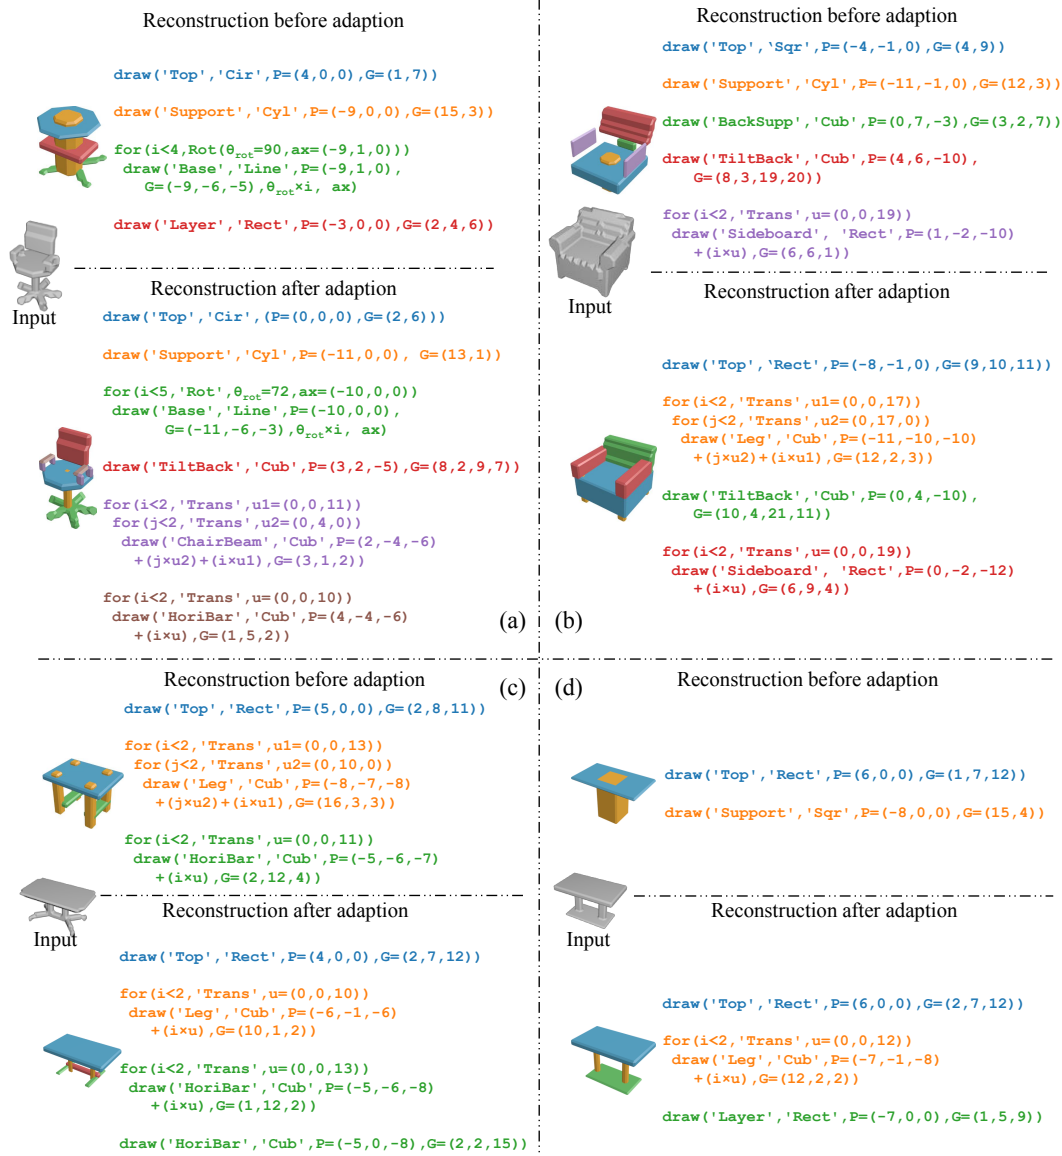 Reconstruction before adaption
draw('Top','Cir',P=(4,0,0),G=(1,7))
draw('Support','Cyl',P=(-9,0,0),G=(15,3))
for(i<4,Rot(θrot=90,ax=(-9,1,0)))
draw('Base','Line',P=(-9,1,0),
G=(-9,-6,-5),θrot×i, ax)
draw('Layer','Rect',P=(-3,0,0),G=(2,4,6))
Input
Reconstruction after adaption
draw('Top','Cir',(P=(0,0,0),G=(2,6)))
draw('Support','Cyl',P=(-11,0,0), G=(13,1))
for(i<5,'Rot',θrot=72,ax=(-10,0,0))
draw('Base','Line',P=(-10,0,0),
G=(-11,-6,-3),θrot×i, ax)
draw('TiltBack','Cub',P=(3,2,-5),G=(8,2,9,7))
for(i<2,'Trans',u1=(0,0,11))
for(j<2,'Trans',u2=(0,4,0))
draw('ChairBeam','Cub',P=(2,-4,-6)
+(j×u2)+(i×u1),G=(3,1,2))
for(i<2,'Trans',u=(0,0,10))
draw('HoriBar','Cub',P=(4,-4,-6)
+(i×u),G=(1,5,2))
(a)
Reconstruction before adaption
draw('Top',‘Sqr',P=(-4,-1,0),G=(4,9))
draw('Support','Cyl',P=(-11,-1,0),G=(12,3))
draw('BackSupp','Cub',P=(0,7,-3),G=(3,2,7))
draw('TiltBack','Cub',P=(4,6,-10),
G=(8,3,19,20))
for(i<2,'Trans',u=(0,0,19))
draw('Sideboard', 'Rect',P=(1,-2,-10)
+(i×u),G=(6,6,1))
Input
Reconstruction after adaption
draw('Top',‘Rect',P=(-8,-1,0),G=(9,10,11))
for(i<2,'Trans',u1=(0,0,17))
for(j<2,'Trans',u2=(0,17,0))
draw('Leg','Cub',P=(-11,-10,-10)
+(j×u2)+(i×u1),G=(12,2,3))
draw('TiltBack','Cub',P=(0,4,-10),
G=(10,4,21,11))
for(i<2,'Trans',u=(0,0,19))
draw('Sideboard', 'Rect',P=(0,-2,-12)
+(i×u),G=(6,9,4))
(b)
Reconstruction before adaption
(c)
draw('Top','Rect',P=(5,0,0),G=(2,8,11))
for(i<2,'Trans',u1=(0,0,13))
for(j<2,'Trans',u2=(0,10,0))
draw('Leg','Cub',P=(-8,-7,-8)
+(j×u2)+(i×u1),G=(16,3,3))
for(i<2,'Trans',u=(0,0,11))
draw('HoriBar','Cub',P=(-5,-6,-7)
+(i×u),G=(2,12,4))
Input
Reconstruction after adaption
draw('Top','Rect',P=(4,0,0),G=(2,7,12))
for(i<2,'Trans',u=(0,0,10))
draw('Leg','Cub',P=(-6,-1,-6)
+(i×u),G=(10,1,2))
for(i<2,'Trans',u=(0,0,13))
draw('HoriBar','Cub',P=(-5,-6,-8)
+(i×u),G=(1,12,2))
draw('HoriBar','Cub',P=(-5,0,-8),G=(2,2,15))
(d)
Reconstruction before adaption
draw('Top','Rect',P=(6,0,0),G=(1,7,12))
draw('Support','Sqr',P=(-8,0,0),G=(15,4))
Input
Reconstruction after adaption
draw('Top','Rect',P=(6,0,0),G=(2,7,12))
for(i<2,'Trans',u=(0,0,12))
draw('Leg','Cub',P=(-7,-1,-8)
+(i×u),G=(12,2,2))
draw('Layer','Rect',P=(-7,0,0),G=(1,5,9))